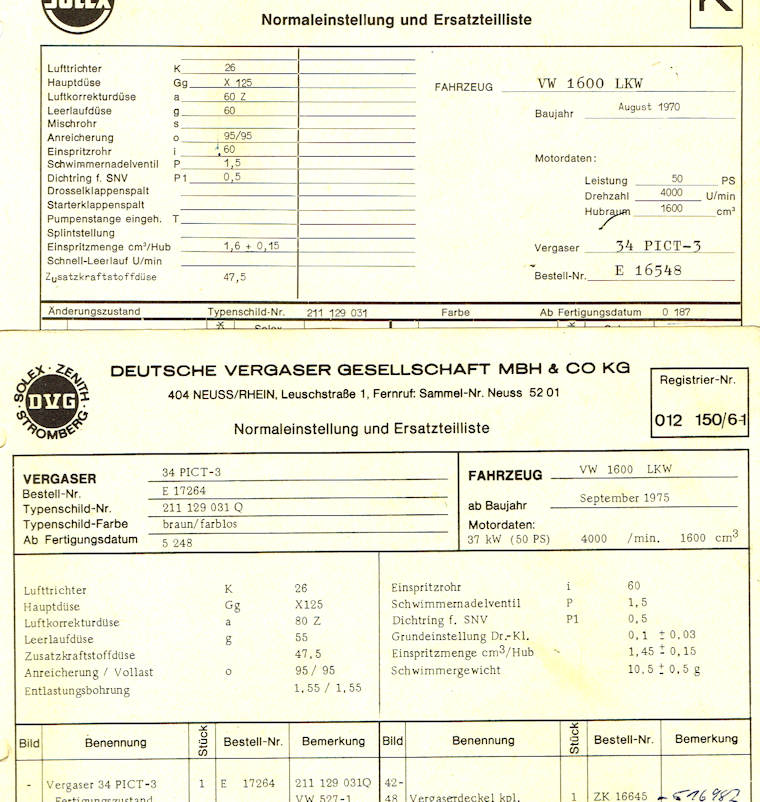 SOLEX
K
Normaleinstellung und Ersatzteilliste
Lufttrichter K 26
Hauptdüse Gg X 125
Luftkorrekturdüse a 60 Z
Leerlaufdüse g 60
Mischrohr s
Anreicherung o 95/95
Einspritzrohr i 60
Schwimmernadelventil P 1,5
Dichtring f. SNV P1 0,5
Drosselklappenspalt
Starterklappenspalt
Pumpenstange eingeh. T
Splintstellung
Einspritzmenge cm³/Hub 1,6 ± 0,15
Schnell-Leerlauf U/min
Zusatzkraftstoffdüse 47,5
FAHRZEUG VW 1600 LKW
Baujahr August 1970
Motordaten:
Leistung 50 PS
Drehzahl 4000 U/min
Hubraum 1600 cm³
Vergaser 34 PICT-3
Bestell-Nr. E 16548
Änderungszustand Typenschild-Nr. 211 129 031 Farbe Ab Fertigungsdatum 0 187
SOLEX · ZENITH
DVG
STROMBERG
DEUTSCHE VERGASER GESELLSCHAFT MBH & CO KG
404 NEUSS/RHEIN, Leuschstraße 1, Fernruf: Sammel-Nr. Neuss 52 01
Normaleinstellung und Ersatzteilliste
Registrier-Nr.
012 150/61
VERGASER 34 PICT-3
Bestell-Nr. E 17264
Typenschild-Nr. 211 129 031 Q
Typenschild-Farbe braun/farblos
Ab Fertigungsdatum 5 248
FAHRZEUG VW 1600 LKW
ab Baujahr September 1975
Motordaten:
37 kW (50 PS) 4000 /min. 1600 cm³
Lufttrichter K 26
Hauptdüse Gg X125
Luftkorrekturdüse a 80 Z
Leerlaufdüse g 55
Zusatzkraftstoffdüse 47,5
Anreicherung / Vollast o 95 / 95
Entlastungsbohrung 1,55 / 1,55
Einspritzrohr i 60
Schwimmernadelventil P 1,5
Dichtring f. SNV P1 0,5
Grundeinstellung Dr.-Kl. 0,1 ± 0,03
Einspritzmenge cm³/Hub 1,45 ± 0,15
Schwimmergewicht 10,5 ± 0,5 g
Bild Benennung Stück Bestell-Nr. Bemerkung Bild Benennung Stück Bestell-Nr. Bemerkung
- Vergaser 34 PICT-3 1 E 17264 211 129 031Q 42-
Fertigungszustand VW 527-1 48 Vergaserdeckel kpl. 1 ZK 16645